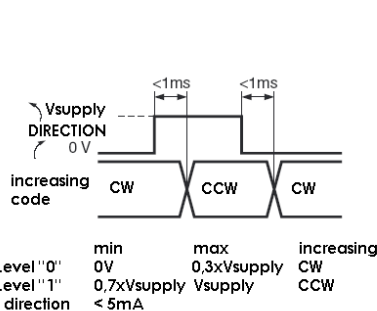 <1ms <1ms
Vsupply
DIRECTION
0 V
increasing code
CW CCW CW
min max increasing
Level "0" 0V 0,3xVsupply CW
Level "1" 0,7xVsupply Vsupply CCW
direction < 5mA